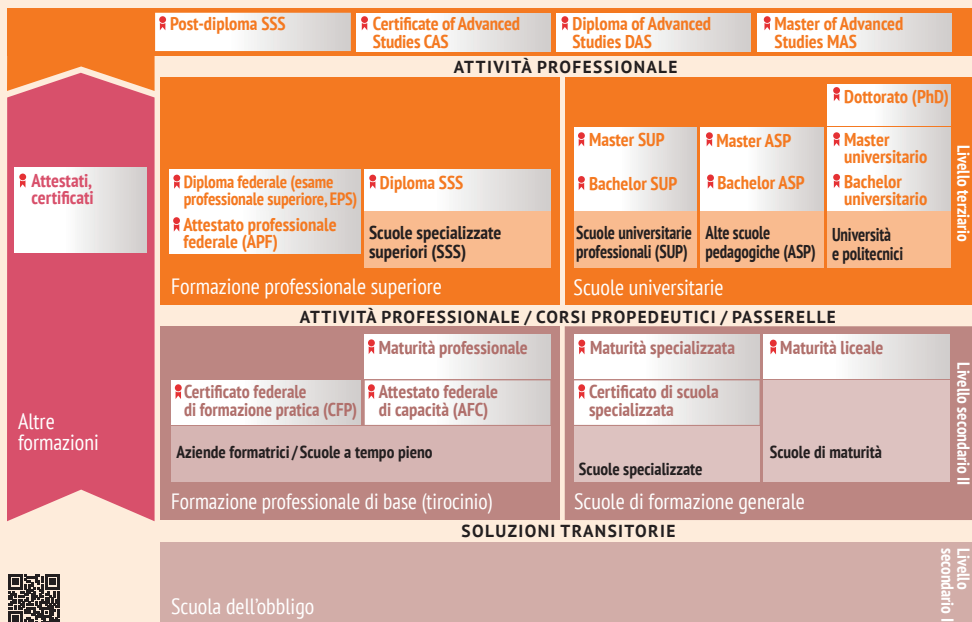 Post-diploma SSS
Certificate of Advanced
Studies CAS
Diploma of Advanced
Studies DAS
Master of Advanced
Studies MAS
ATTIVITÀ PROFESSIONALE
Attestati,
certificati
Altre
formazioni
Diploma federale (esame
professionale superiore, EPS)
Attestato professionale
federale (APF)
Diploma SSS
Scuole specializzate
superiori (SSS)
Formazione professionale superiore
Master SUP
Bachelor SUP
Scuole universitarie
professionali (SUP)
Master ASP
Bachelor ASP
Alte scuole
pedagogiche (ASP)
Dottorato (PhD)
Master
universitario
Bachelor
universitario
Università
e politecnici
Scuole universitarie
Livello terziario
ATTIVITÀ PROFESSIONALE / CORSI PROPEDEUTICI / PASSERELLE
Maturità professionale
Certificato federale
di formazione pratica (CFP)
Attestato federale
di capacità (AFC)
Aziende formatrici / Scuole a tempo pieno
Formazione professionale di base (tirocinio)
Maturità specializzata
Certificato di scuola
specializzata
Scuole specializzate
Maturità liceale
Scuole di maturità
Scuole di formazione generale
Livello secondario II
SOLUZIONI TRANSITORIE
Scuola dell'obbligo
Livello
secondario I